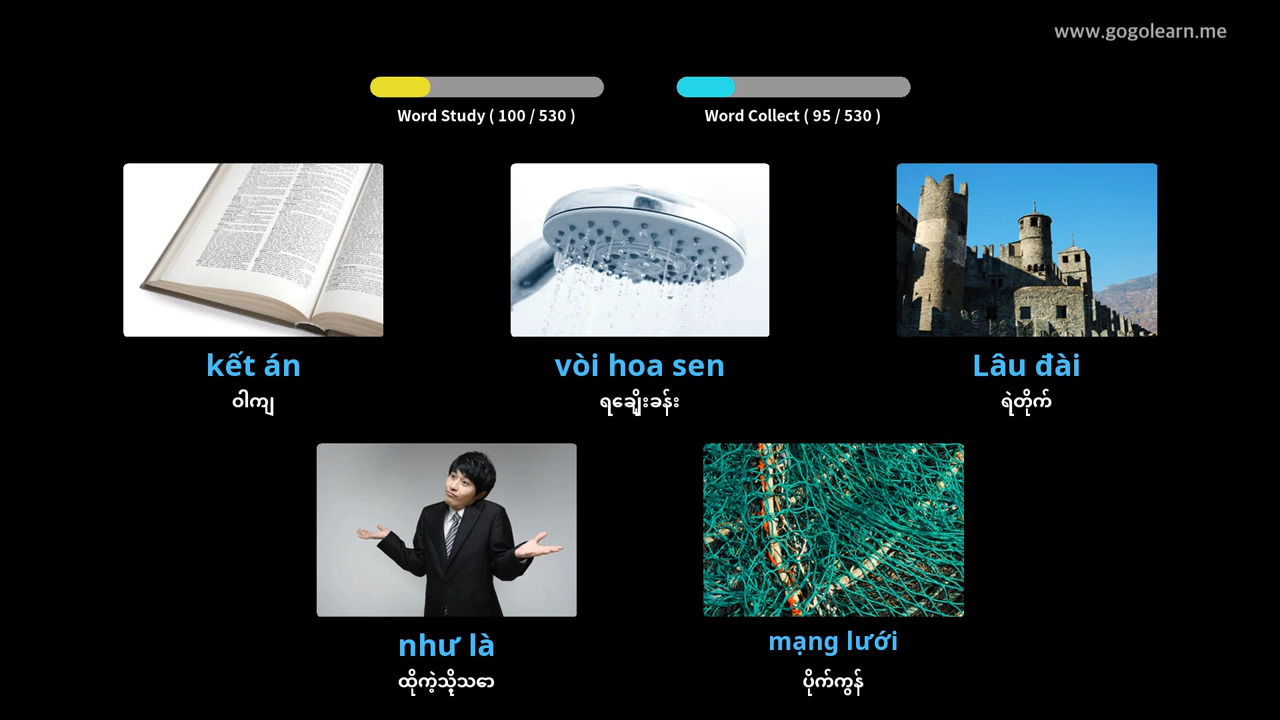 www.gogolearn.me
Word Study ( 100 / 530 )
Word Collect ( 95 / 530 )
kết án
vòi hoa sen
Lâu đài
ဝါကျ
ရေချိုးခန်း
ရဲတိုက်
như là
mạng lưới
ထိုကဲ့သို့သော
ပိုက်ကွန်